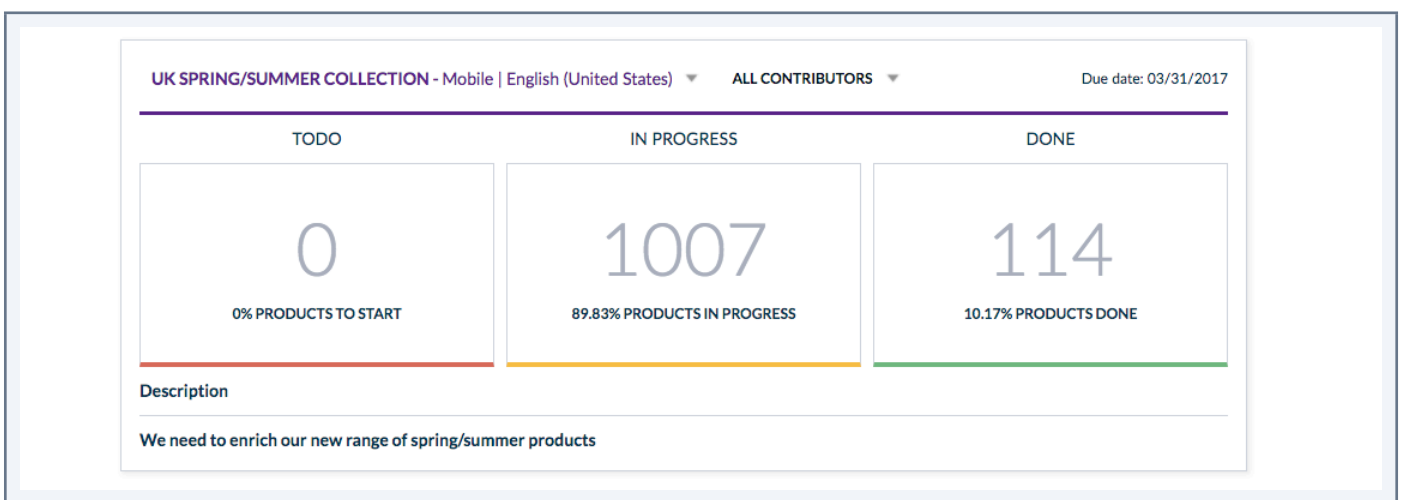 UK SPRING/SUMMER COLLECTION - Mobile | English (United States) ALL CONTRIBUTORS Due date: 03/31/2017
TODO IN PROGRESS DONE
0 1007 114
0% PRODUCTS TO START 89.83% PRODUCTS IN PROGRESS 10.17% PRODUCTS DONE
Description
We need to enrich our new range of spring/summer products